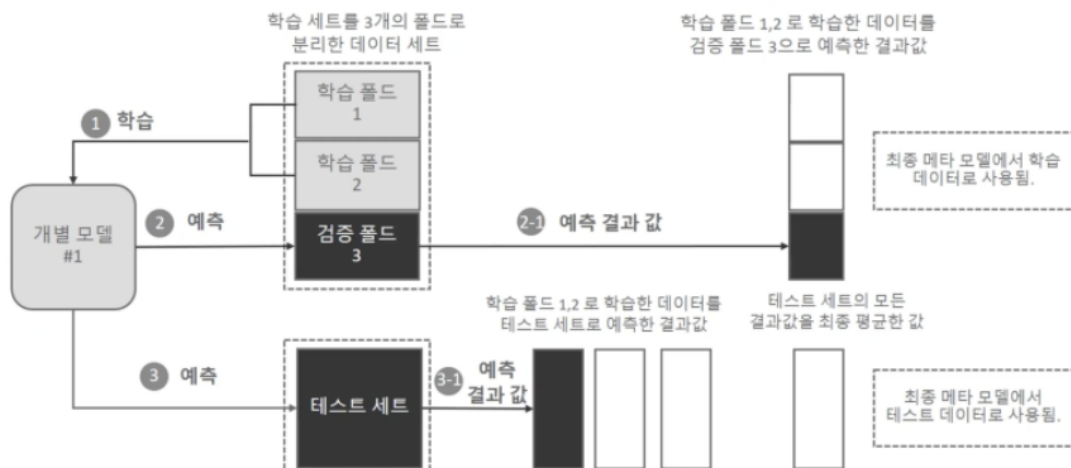 학습 세트를 3개의 폴드로
분리한 데이터 세트
학습 폴드 1,2 로 학습한 데이터를
검증 폴드 3으로 예측한 결과값
학습 폴드
1
1 학습
최종 메타 모델에서 학습
데이터로 사용됨.
학습 폴드
2
개별 모델
#1
2 예측
검증 폴드
3
2-1 예측 결과 값
학습 폴드 1,2 로 학습한 데이터를
테스트 세트로 예측한 결과값
테스트 세트의 모든
결과값을 최종 평균한 값
3 예측
테스트 세트
3-1 예측
결과 값
최종 메타 모델에서
테스트 데이터로 사용됨.